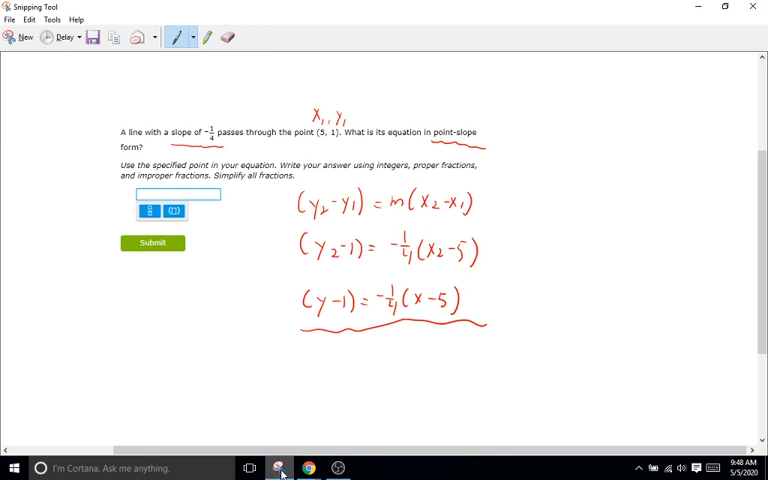 Snipping Tool
File Edit Tools Help
New Delay
x₁, y₁
A line with a slope of -1/4 passes through the point (5, 1). What is its equation in point-slope
form?
Use the specified point in your equation. Write your answer using integers, proper fractions,
and improper fractions. Simplify all fractions.
(y₂-y₁) = m(x₂-x₁)
(y₂-1) = -1/4(x₂-5)
Submit
(y-1) = -1/4(x-5)
I'm Cortana. Ask me anything.
9:48 AM
5/5/2020